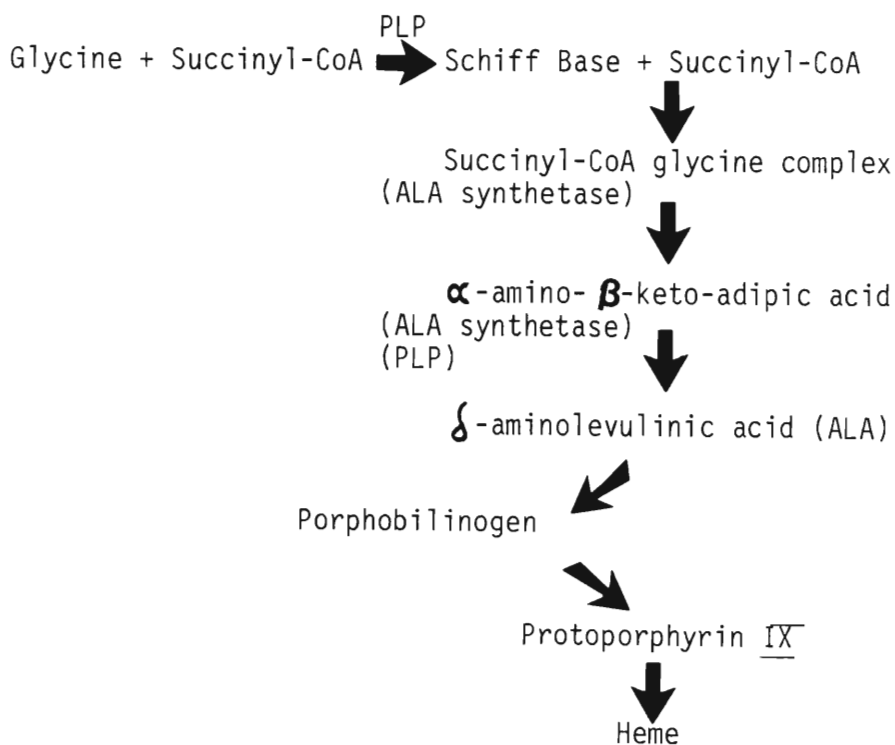 PLP
Glycine + Succinyl-CoA Schiff Base + Succinyl-CoA
Succinyl-CoA glycine complex
(ALA synthetase)
α-amino- β-keto-adipic acid
(ALA synthetase)
(PLP)
δ-aminolevulinic acid (ALA)
Porphobilinogen
Protoporphyrin IX
Heme